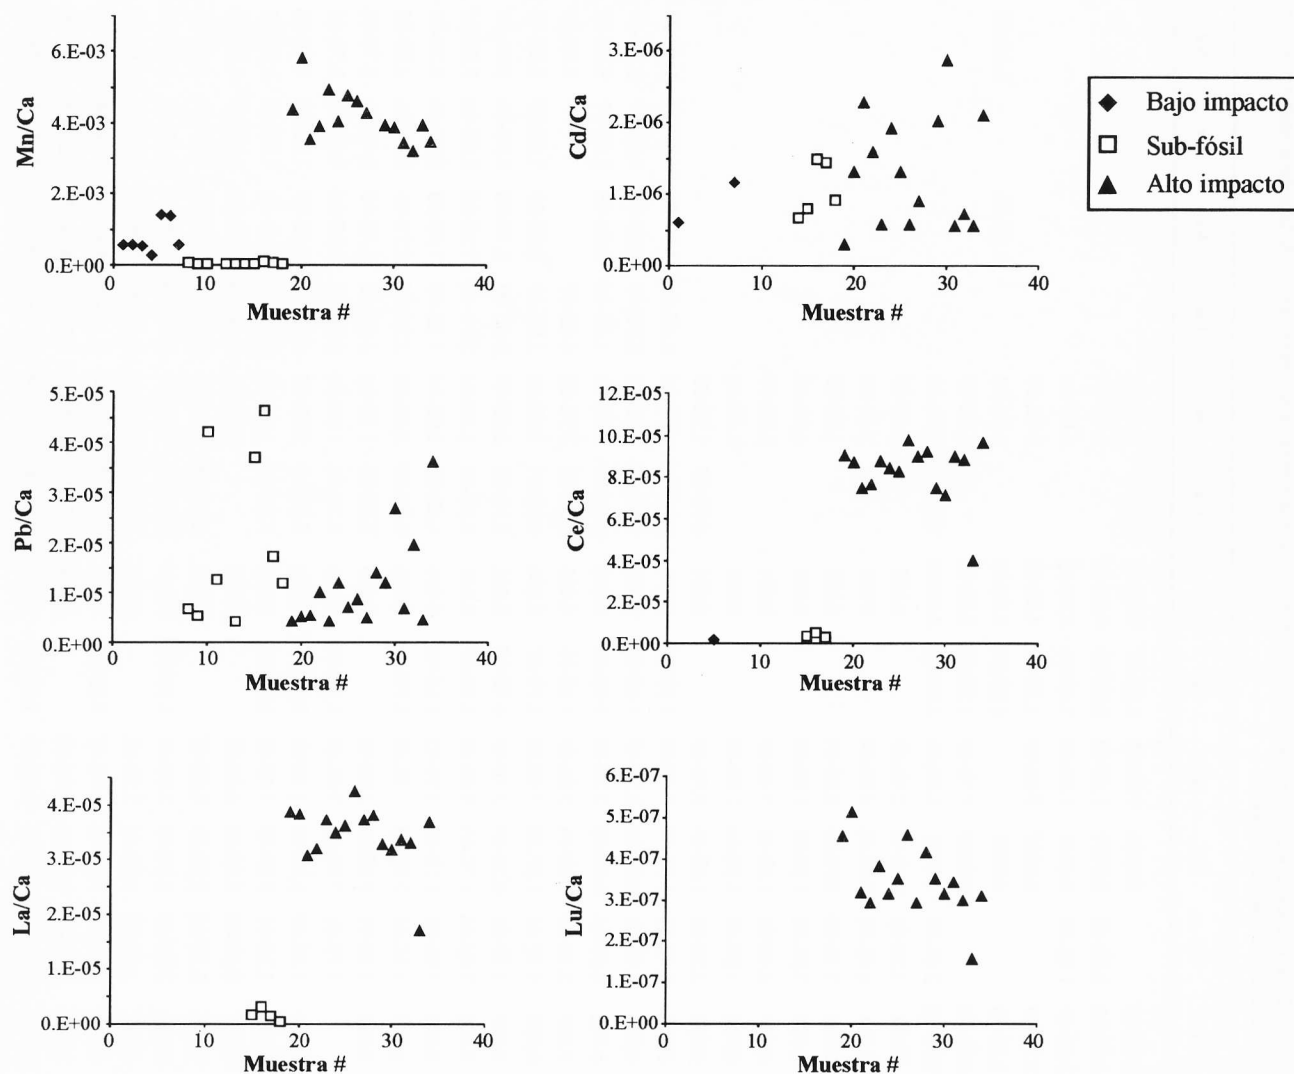 6.E-03
4.E-03
2.E-03
0.E+00
Mn/Ca
0
10
20
30
40
Muestra #
3.E-06
2.E-06
1.E-06
0.E+00
Cd/Ca
0
10
20
30
40
Muestra #
Bajo impacto
Sub-fósil
Alto impacto
5.E-05
4.E-05
3.E-05
2.E-05
1.E-05
0.E+00
Pb/Ca
0
10
20
30
40
Muestra #
12.E-05
10.E-05
8.E-05
6.E-05
4.E-05
2.E-05
0.E+00
Ce/Ca
0
10
20
30
40
Muestra #
4.E-05
3.E-05
2.E-05
1.E-05
0.E+00
La/Ca
0
10
20
30
40
Muestra #
6.E-07
5.E-07
4.E-07
3.E-07
2.E-07
1.E-07
0.E+00
Lu/Ca
0
10
20
30
40
Muestra #